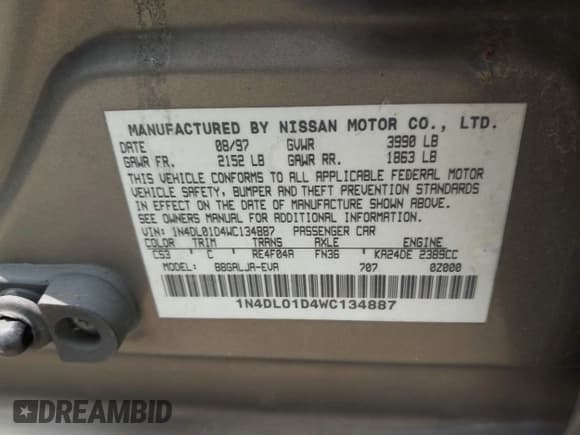 MANUFACTURED BY NISSAN MOTOR CO., LTD.
DATE 08/97 GVWR 3990 LB
GAWR FR. 2152 LB GAWR RR. 1863 LB
THIS VEHICLE CONFORMS TO ALL APPLICABLE FEDERAL MOTOR
VEHICLE SAFETY, BUMPER AND THEFT PREVENTION STANDARDS
IN EFFECT ON THE DATE OF MANUFACTURE SHOWN ABOVE.
SEE OWNERS MANUAL FOR ADDITIONAL INFORMATION.
VIN: 1N4DL01D4WC134887 PASSENGER CAR
COLOR TRIM TRANS AXLE ENGINE
CS3 C RE4F04A FN36 KA24DE 2389CC
MODEL: BBGALJA-EVA 707 0Z000
1N4DL01D4WC134887
DREAMBID